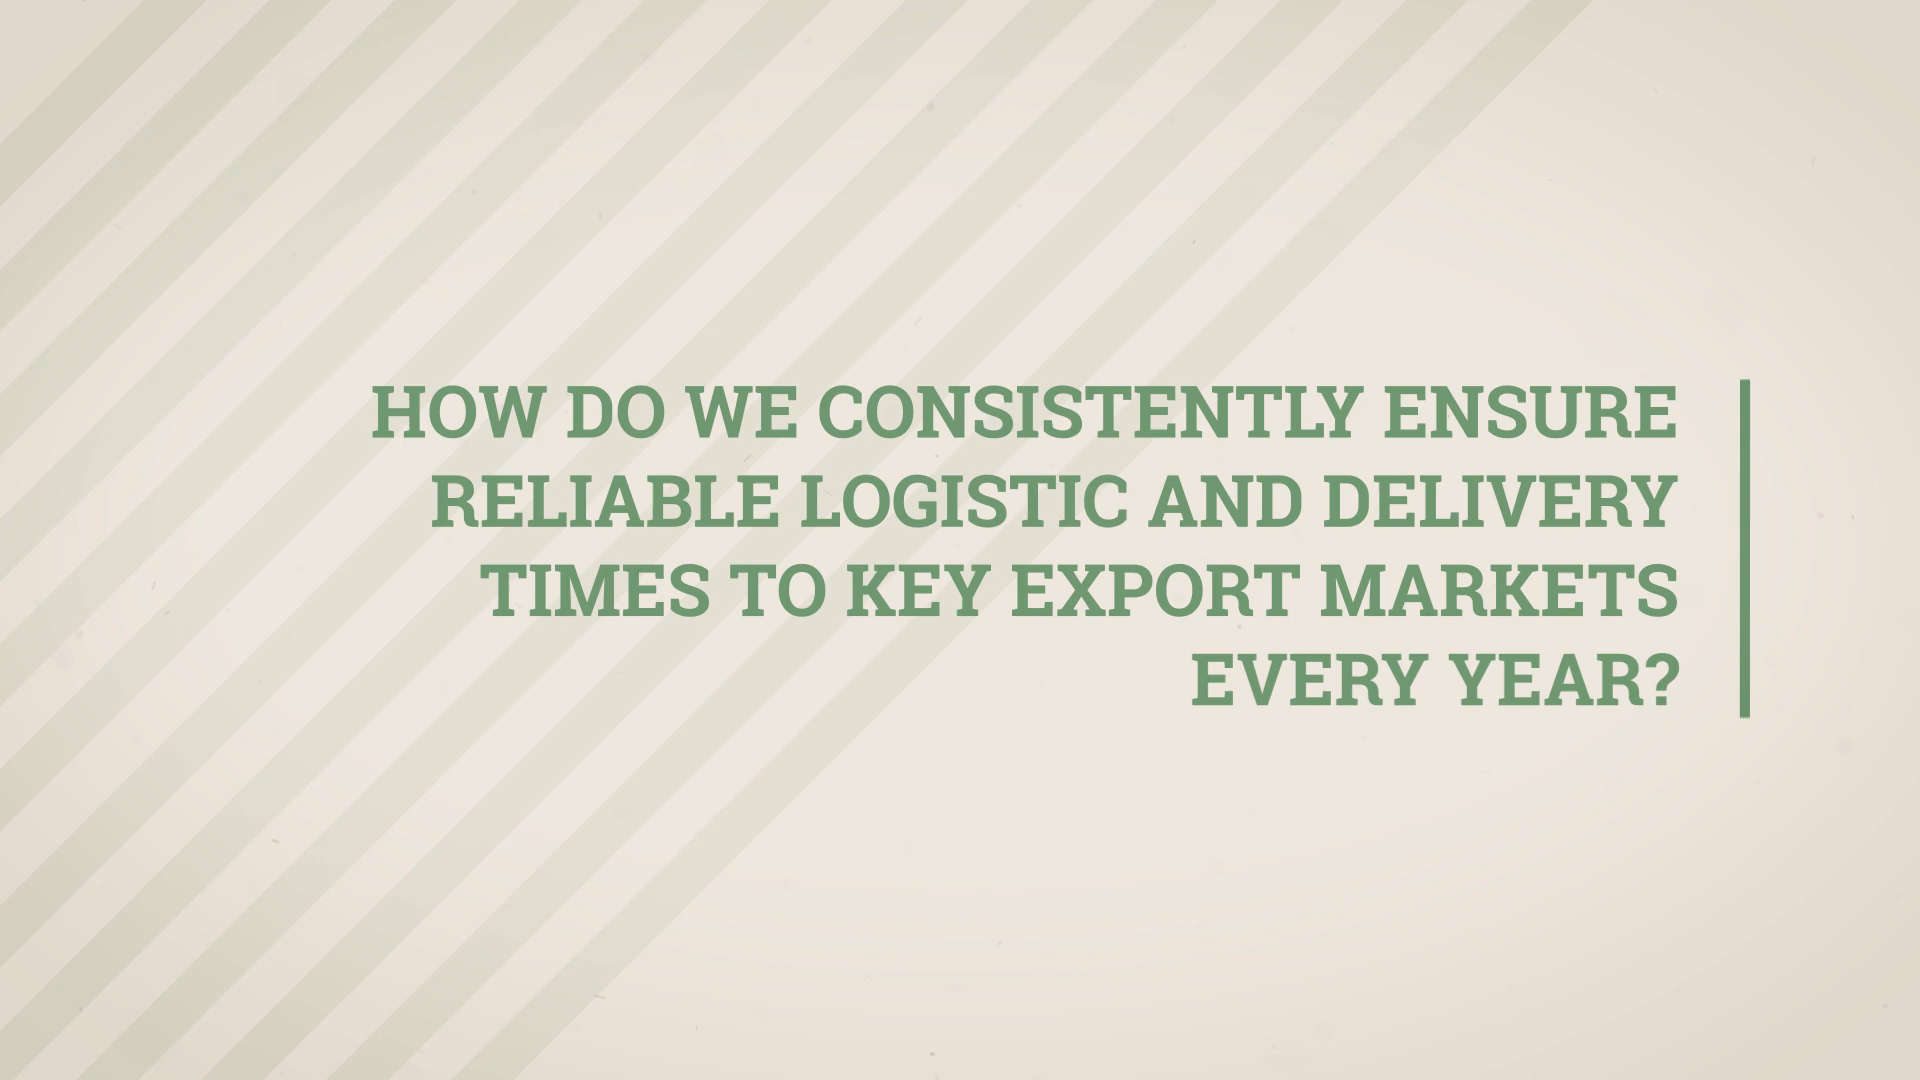 HOW DO WE CONSISTENTLY ENSURE
RELIABLE LOGISTIC AND DELIVERY
TIMES TO KEY EXPORT MARKETS
EVERY YEAR?